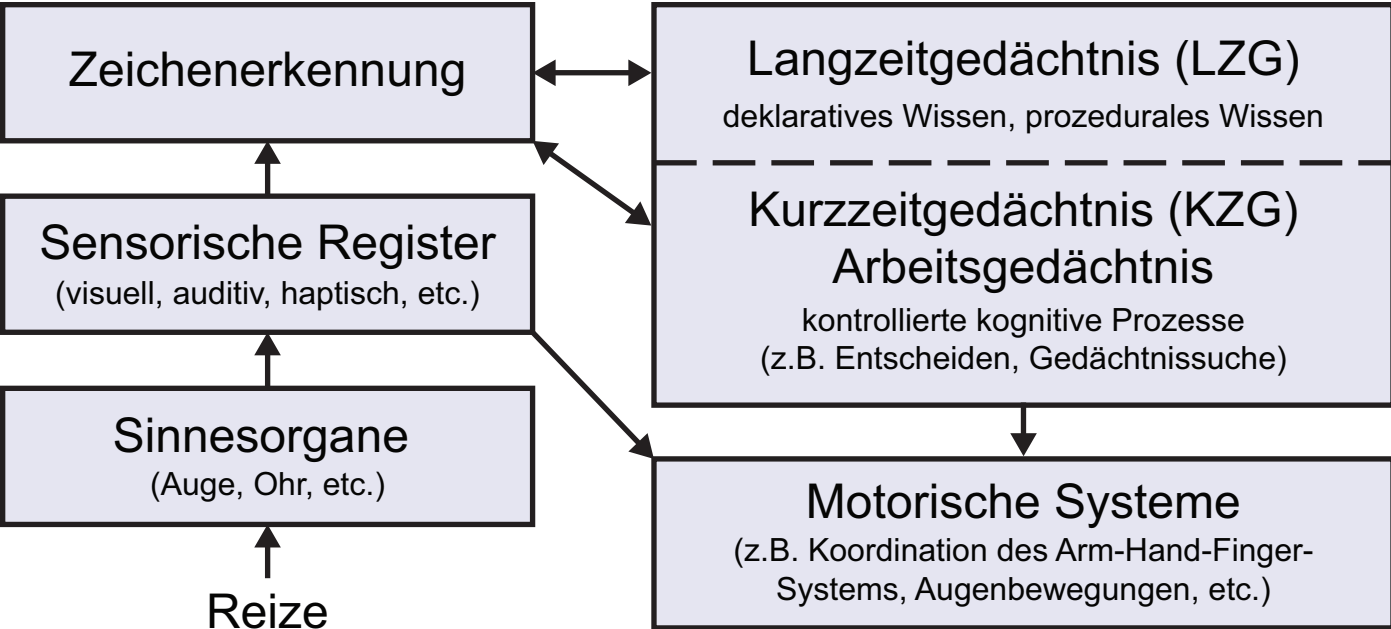 Zeichenerkennung
Langzeitgedächtnis (LZG)
deklaratives Wissen, prozedurales Wissen
Sensorische Register
(visuell, auditiv, haptisch, etc.)
Kurzzeitgedächtnis (KZG)
Arbeitsgedächtnis
kontrollierte kognitive Prozesse
(z.B. Entscheiden, Gedächtnissuche)
Sinnesorgane
(Auge, Ohr, etc.)
Motorische Systeme
(z.B. Koordination des Arm-Hand-Finger-
Systems, Augenbewegungen, etc.)
Reize